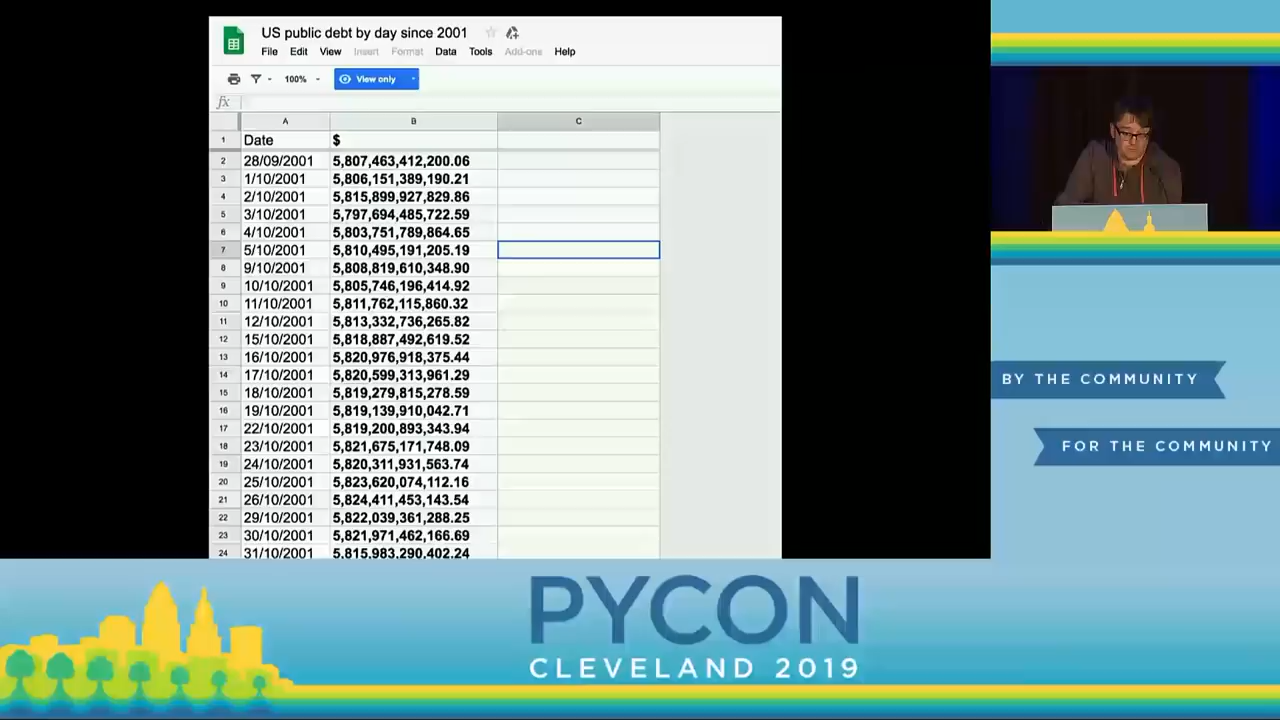 US public debt by day since 2001
File Edit View Insert Format Data Tools Add-ons Help
100% View only
fx
A B C
1 Date $
2 28/09/2001 5,807,463,412,200.06
3 1/10/2001 5,806,151,389,190.21
4 2/10/2001 5,815,899,927,829.86
5 3/10/2001 5,797,694,485,722.59
6 4/10/2001 5,803,751,789,864.65
7 5/10/2001 5,810,495,191,205.19
8 9/10/2001 5,808,819,610,348.90
9 10/10/2001 5,805,746,196,414.92
10 11/10/2001 5,811,762,115,860.32
11 12/10/2001 5,813,332,736,265.82
12 15/10/2001 5,818,887,492,619.52
13 16/10/2001 5,820,976,918,375.44
14 17/10/2001 5,820,599,313,961.29
15 18/10/2001 5,819,279,815,278.59
16 19/10/2001 5,819,139,910,042.71
17 22/10/2001 5,819,200,893,343.94
18 23/10/2001 5,821,675,171,748.09
19 24/10/2001 5,820,311,931,563.74
20 25/10/2001 5,823,620,074,112.16
21 26/10/2001 5,824,411,453,143.54
22 29/10/2001 5,822,039,361,288.25
23 30/10/2001 5,821,971,462,166.69
24 31/10/2001 5,815,983,290,402.24
BY THE COMMUNITY
FOR THE COMMUNITY
PYCON
CLEVELAND 2019